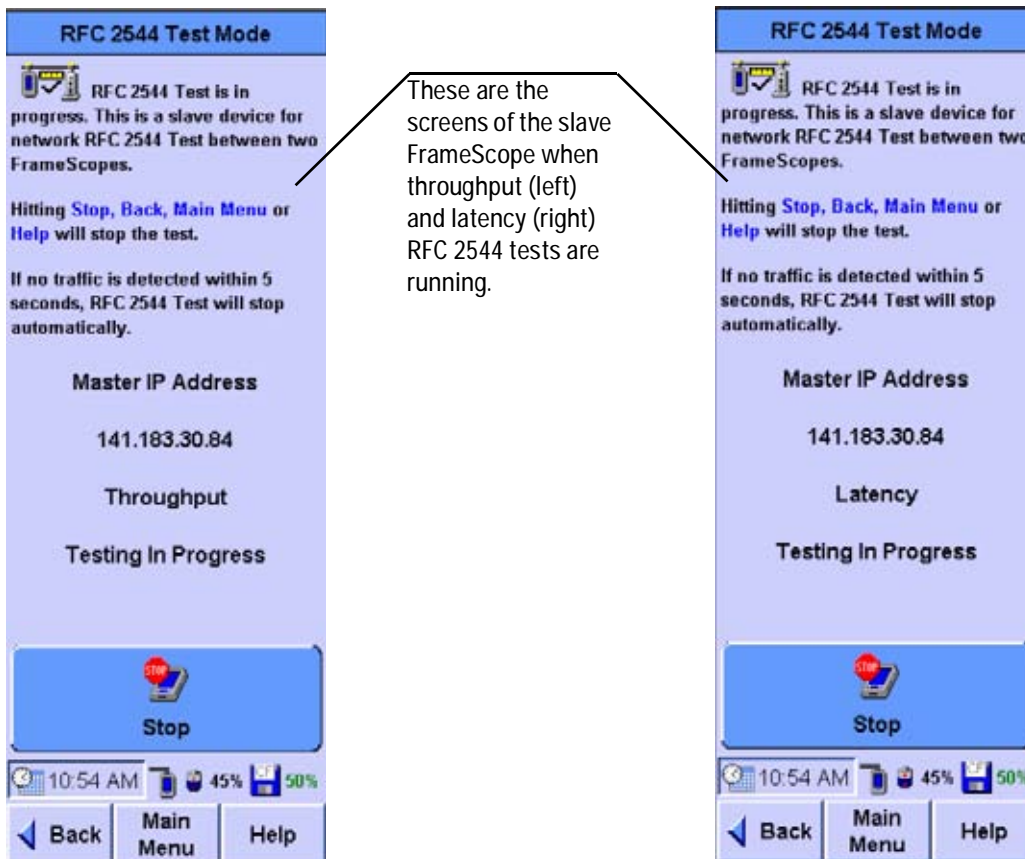 RFC 2544 Test Mode
RFC 2544 Test is in
progress. This is a slave device for
network RFC 2544 Test between two
FrameScopes.
Hitting Stop, Back, Main Menu or
Help will stop the test.
If no traffic is detected within 5
seconds, RFC 2544 Test will stop
automatically.
Master IP Address
141.183.30.84
Throughput
Testing In Progress
STOP
Stop
10:54 AM 45% CF 50%
Back Main Menu Help
These are the
screens of the slave
FrameScope when
throughput (left)
and latency (right)
RFC 2544 tests are
running.
RFC 2544 Test Mode
RFC 2544 Test is in
progress. This is a slave device for
network RFC 2544 Test between two
FrameScopes.
Hitting Stop, Back, Main Menu or
Help will stop the test.
If no traffic is detected within 5
seconds, RFC 2544 Test will stop
automatically.
Master IP Address
141.183.30.84
Latency
Testing In Progress
STOP
Stop
10:54 AM 45% CF 50%
Back Main Menu Help